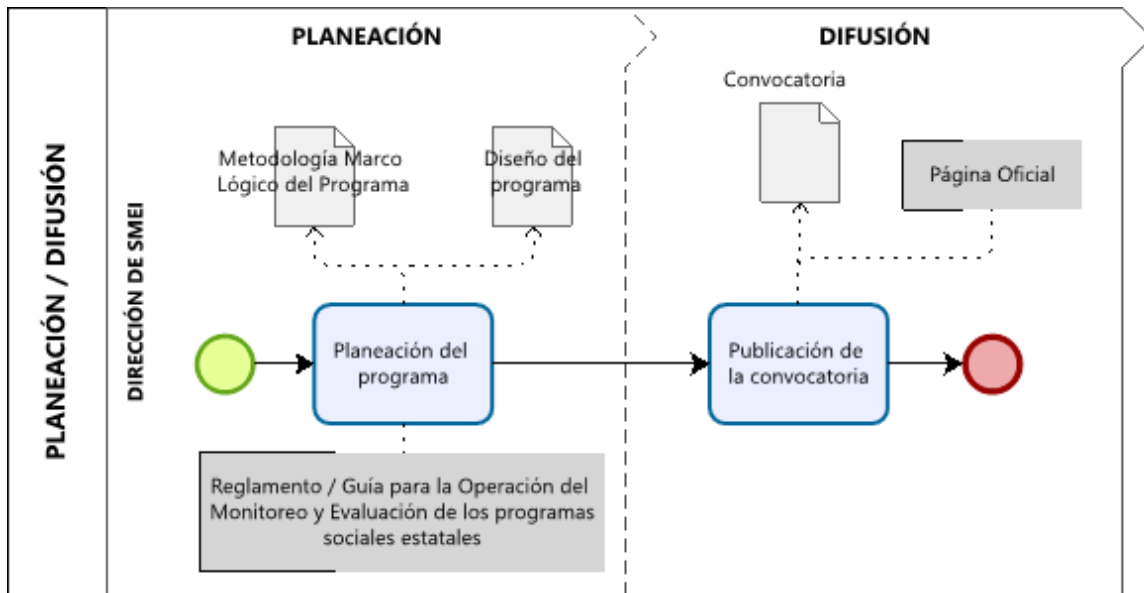 PLANEACIÓN / DIFUSIÓN
DIRECCIÓN DE SMEI
PLANEACIÓN
DIFUSIÓN
Metodología Marco
Lógico del Programa
Diseño del
programa
Convocatoria
Página Oficial
Planeación del
programa
Publicación de
la convocatoria
Reglamento / Guía para la Operación del
Monitoreo y Evaluación de los programas
sociales estatales